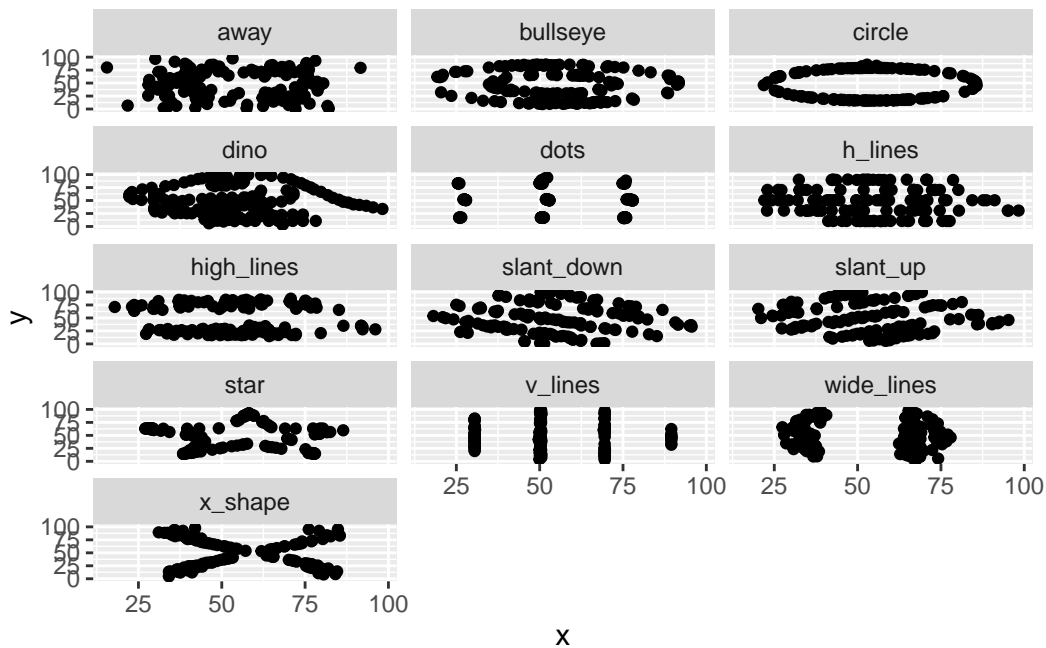 away bullseye circle
100
75
50
25
0
dino dots h_lines
100
75
50
25
0
high_lines slant_down slant_up
y
100
75
50
25
0
star v_lines wide_lines
100
75
50
25
0
25 50 75 100 25 50 75 100
x_shape
100
75
50
25
0
25 50 75 100
x